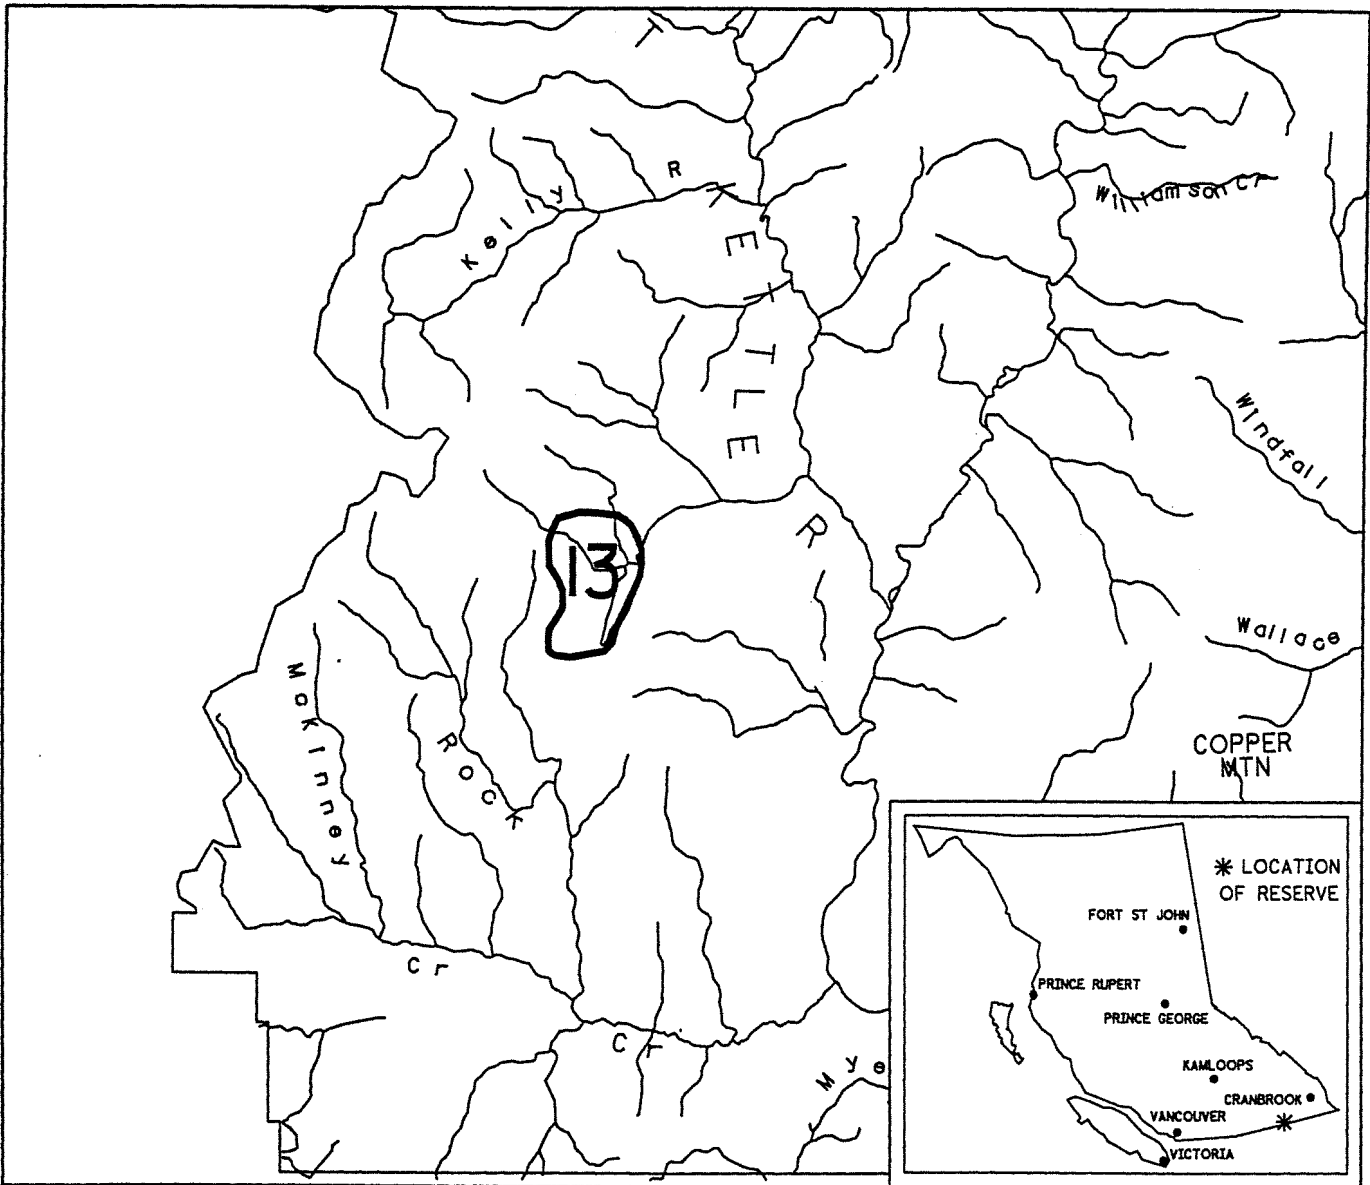 T
Kelly R
KETTLE
R
Williamson Cr
Windfall
13
Wallace
McKinney
Rock
COPPER
MTN
Cr
Cr
Mye
* LOCATION
OF RESERVE
FORT ST JOHN
PRINCE RUPERT
PRINCE GEORGE
KAMLOOPS
CRANBROOK
VANCOUVER
VICTORIA